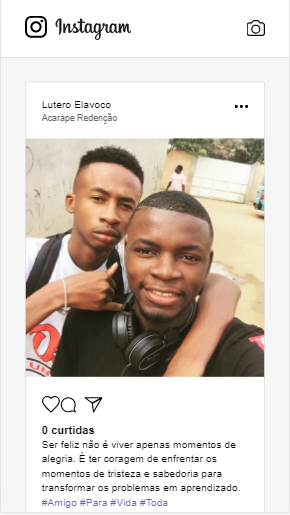 Instagram
Lutero Elavoco
Acarape Redenção
0 curtidas
Ser feliz não é viver apenas momentos de
alegria. É ter coragem de enfrentar os
momentos de tristeza e sabedoria para
transformar os problemas em aprendizado.
#Amigo #Para #Vida #Toda